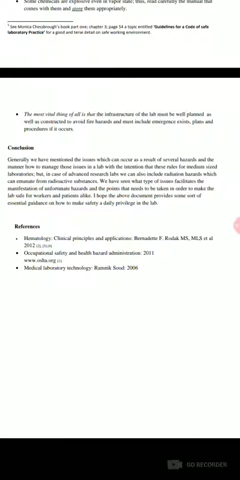 • Some chemicals are explosive even in vapor state; thus, read carefully the manual that
comes with them and store them appropriately.
5 See Monica Cheesbrough's book part one; chapter 3; page 54 a topic entitled 'Guidelines for a Code of safe
laboratory Practice' for a good and terse detail on safe working environment.
• The most vital thing of all is that the infrastructure of the lab must be well planned as
well as constructed to avoid fire hazards and must include emergence exists, plans and
procedures if it occurs.
Conclusion
Generally we have mentioned the issues which can occur as a result of several hazards and the
manner how to manage those issues in a lab with the intention that these rules for medium sized
laboratories; but, in case of advanced research labs we can also include radiation hazards which
can emanate from radioactive substances. We have seen what type of issues facilitates the
manifestation of unfortunate hazards and the points that needs to be taken in order to make the
lab safe for workers and patients alike. I hope the above document provides some sort of
essential guidance on how to make safety a daily privilege in the lab.
References
• Hematology: Clinical principles and applications: Bernadette F. Rodak MS, MLS et al
2012
• Occupational safety and health hazard administration: 2011
www.osha.org
• Medical laboratory technology: Ramnik Sood: 2006
GO RECORDER